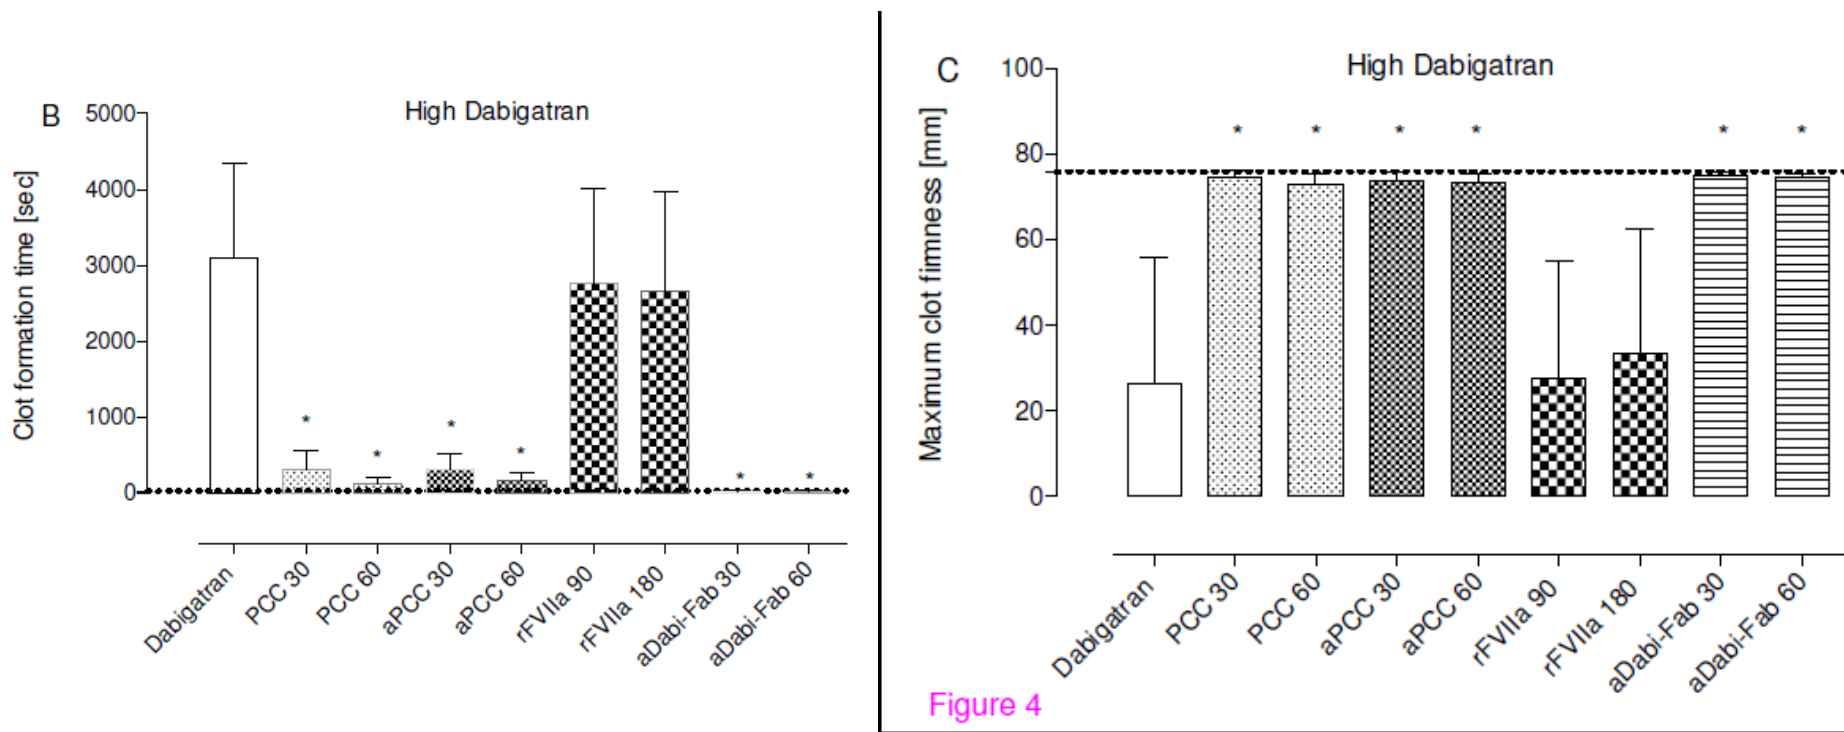 B
High Dabigatran
Clot formation time [sec]
5000
4000
3000
2000
1000
0
*
*
*
*
*
*
Dabigatran
PCC 30
PCC 60
aPCC 30
aPCC 60
rFVIIa 90
rFVIIa 180
aDabi-Fab 30
aDabi-Fab 60
C
High Dabigatran
Maximum clot fimness [mm]
100
80
60
40
20
0
*
*
*
*
*
*
Dabigatran
PCC 30
PCC 60
aPCC 30
aPCC 60
rFVIIa 90
rFVIIa 180
aDabi-Fab 30
aDabi-Fab 60
Figure 4